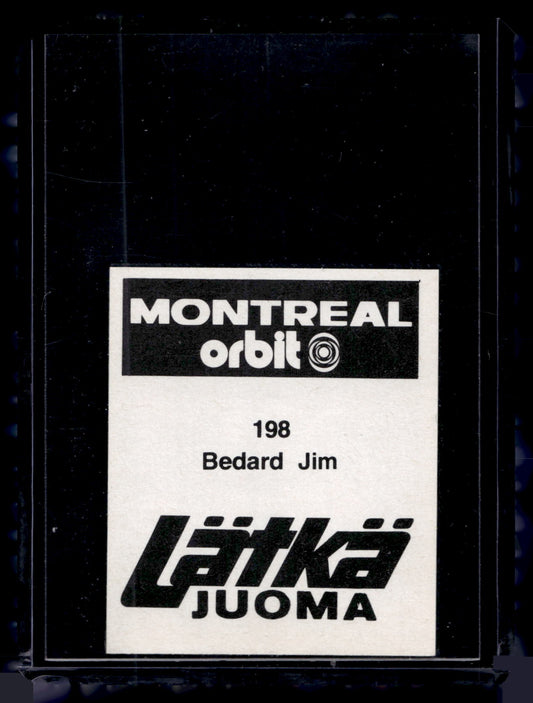 MONTREAL
orbit
198
Bedard Jim
Lätkä
JUOMA